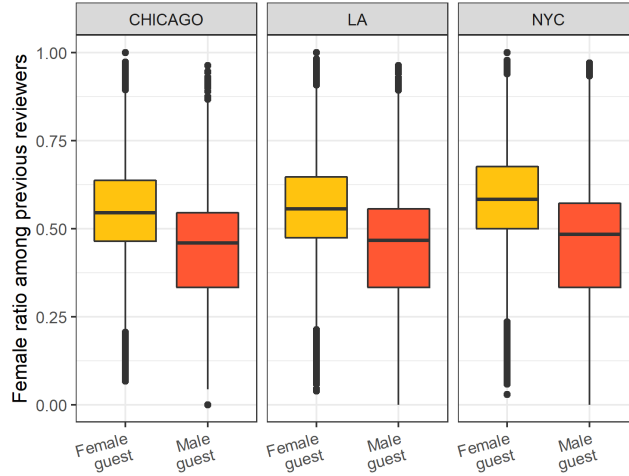 CHICAGO
LA
NYC
Female ratio among previous reviewers
1.00
0.75
0.50
0.25
0.00
Female
guest
Male
guest
Female
guest
Male
guest
Female
guest
Male
guest